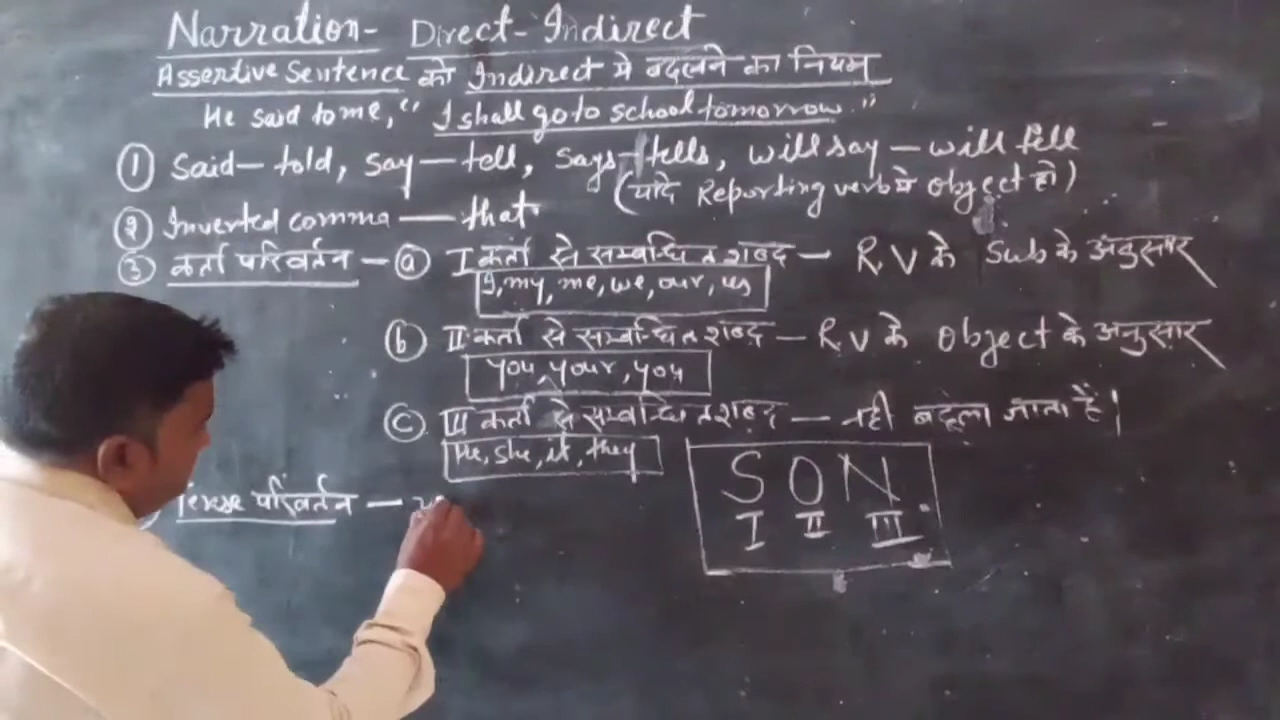 Narration- Direct-Indirect
Assertive Sentence को Indirect मे बदलने का नियम
He said to me, “I shall go to school tomorrow.”
① Said— told, say—tell, says—tells, will say — will tell
(यदि Reporting verb मे object हो)
② Inverted comma — that.
③ कर्ता परिवर्तन — ⓐ I कर्ता से सम्बन्धित शब्द — R.V के Sub के अनुसार
I, my, me, we, our, us
ⓑ II कर्ता से सम्बन्धित शब्द — R.V के Object के अनुसार
you, your, you
ⓒ III कर्ता से सम्बन्धित शब्द — नही बदला जाता है।
He, she, it, they
SON
I II III
Tense परिवर्तन —